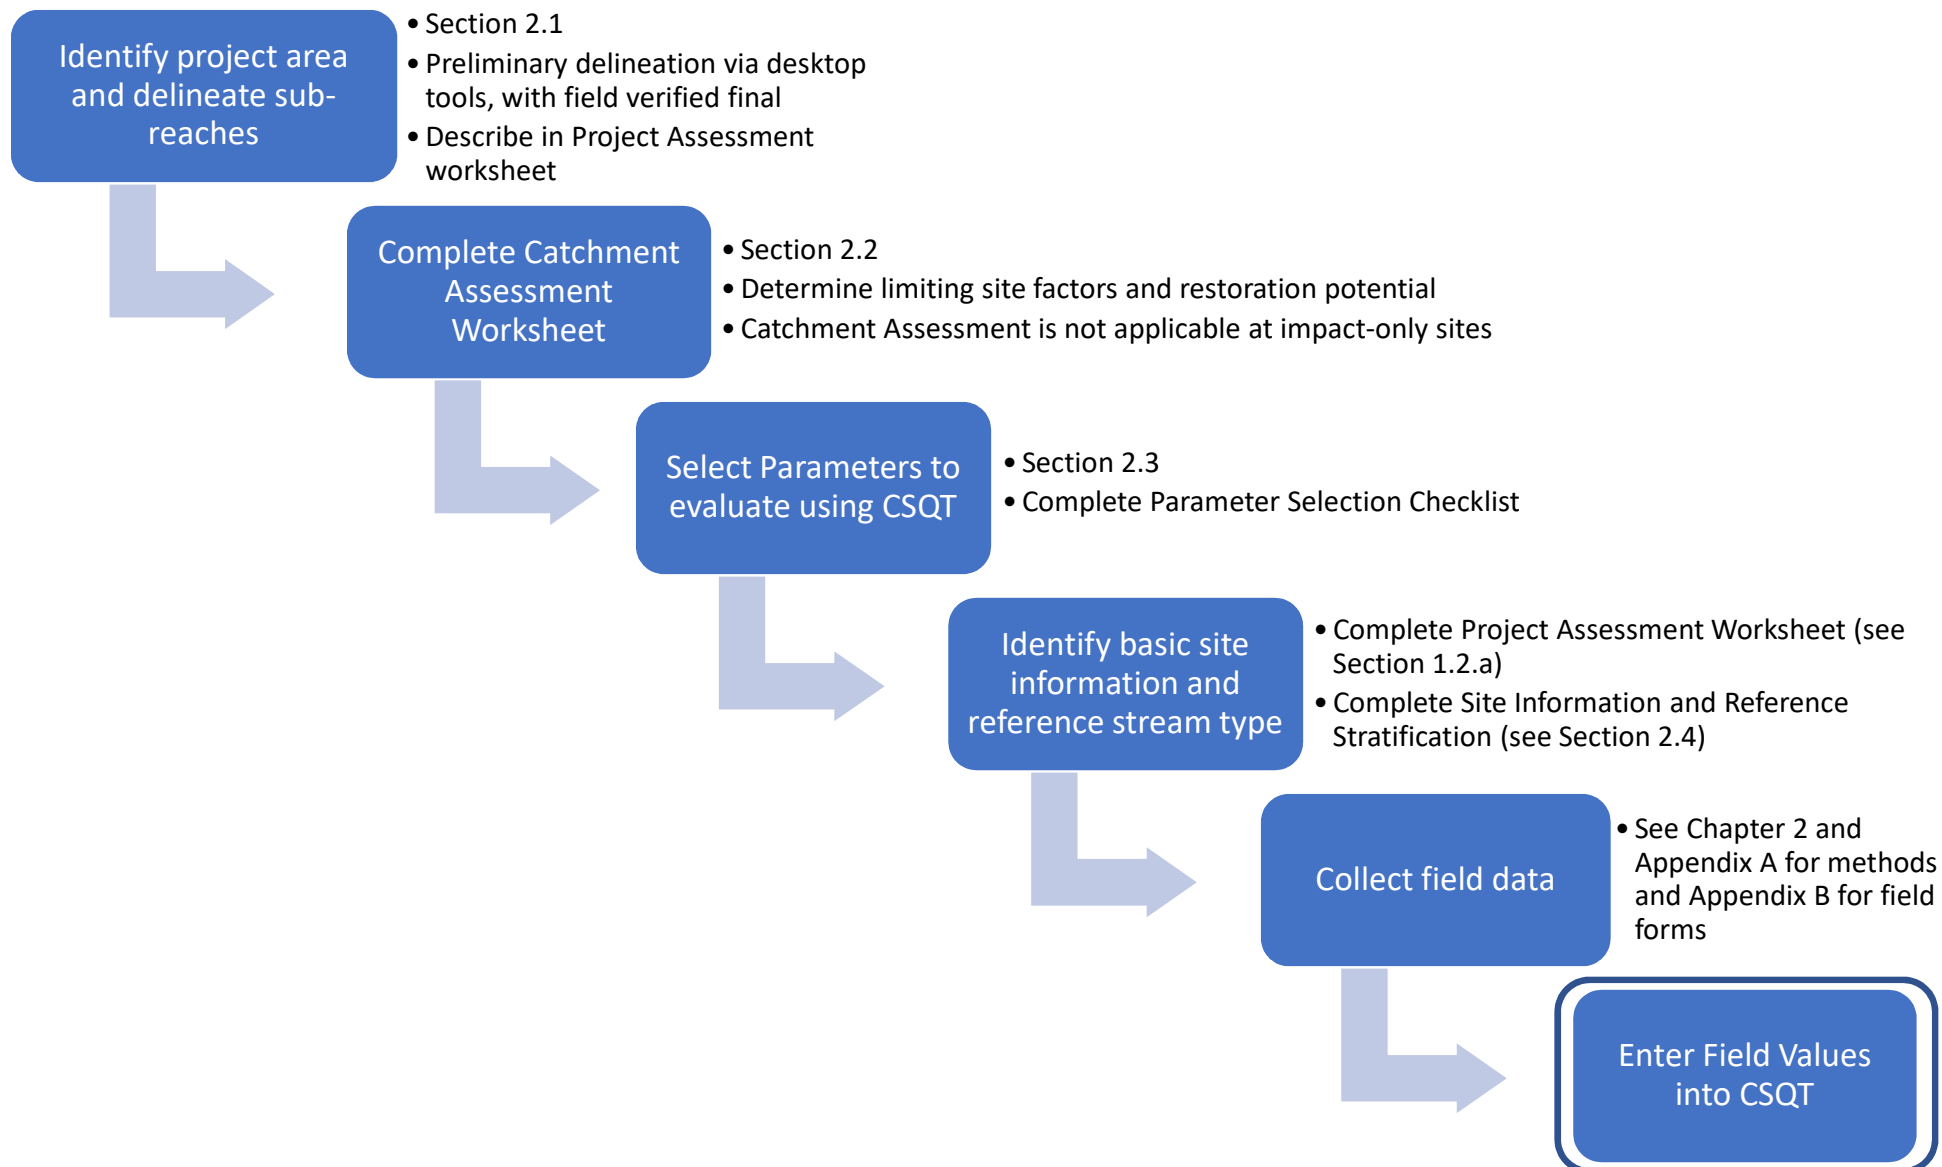 Identify project area
and delineate sub-
reaches
• Section 2.1
• Preliminary delineation via desktop
tools, with field verified final
• Describe in Project Assessment
worksheet
Complete Catchment
Assessment
Worksheet
• Section 2.2
• Determine limiting site factors and restoration potential
• Catchment Assessment is not applicable at impact-only sites
Select Parameters to
evaluate using CSQT
• Section 2.3
• Complete Parameter Selection Checklist
Identify basic site
information and
reference stream type
• Complete Project Assessment Worksheet (see
Section 1.2.a)
• Complete Site Information and Reference
Stratification (see Section 2.4)
Collect field data
• See Chapter 2 and
Appendix A for methods
and Appendix B for field
forms
Enter Field Values
into CSQT